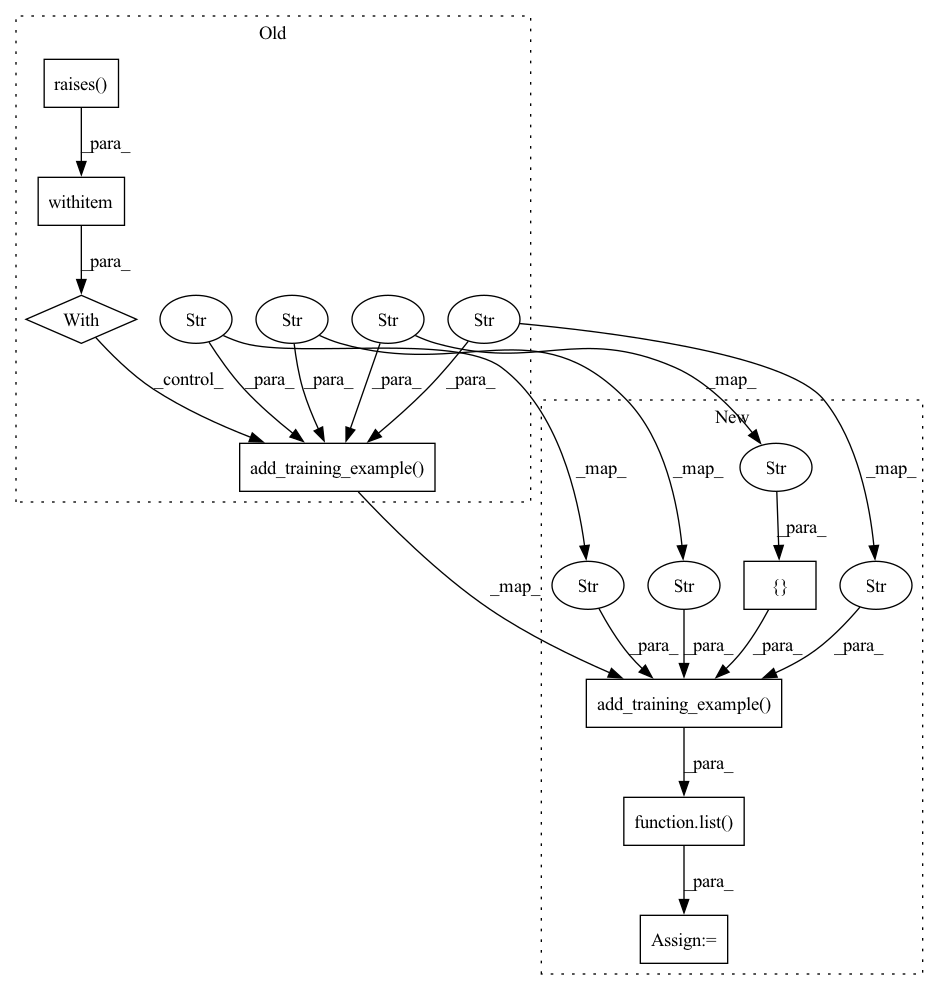 Old
raises()
_para_
withitem
_para_
With
Str
Str
Str
Str
_control_
_para_
_para_
_para_
_para_
_map_
New
add_training_example()
Str
_map_
_map_
_map_
_para_
_map_
Str
Str
{}
Str
_para_
_para_
_para_
_para_
add_training_example()
_para_
function.list()
_para_
Assign:=